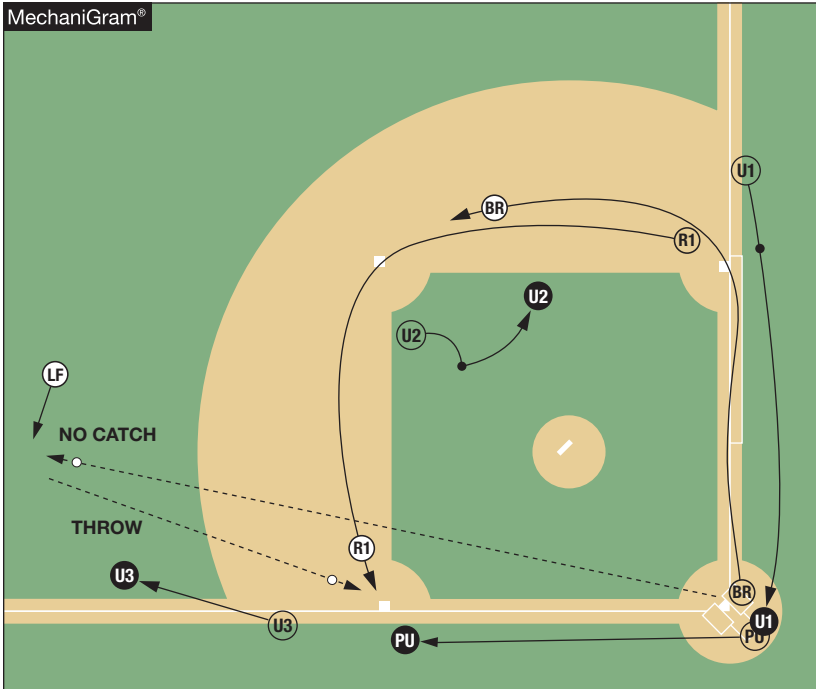 MechaniGram®
U1
BR
R1
U2
U2
LF
NO CATCH
THROW
R1
U3
U3
PU
BR
U1
PU